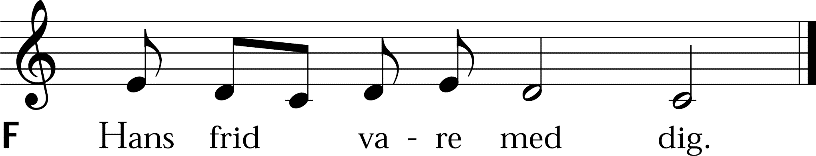 F Hans frid va - re med dig.